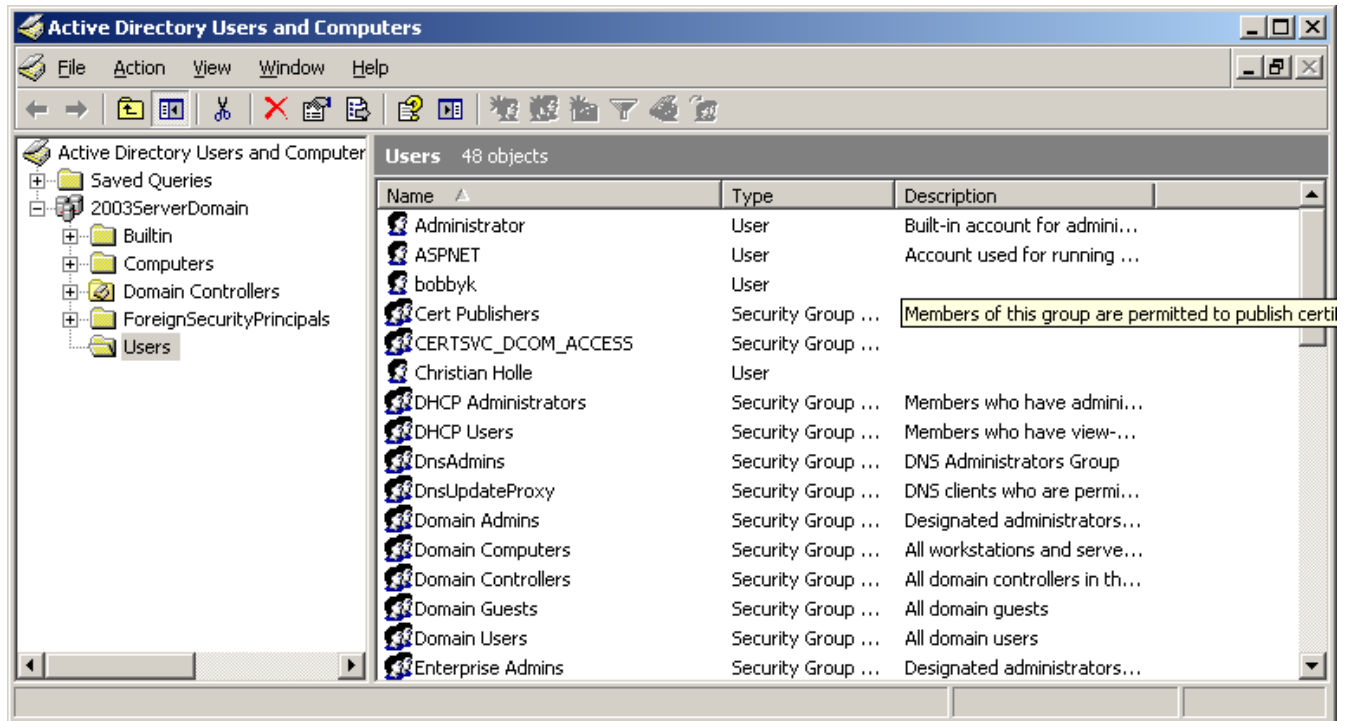 Active Directory Users and Computers
File Action View Window Help
Active Directory Users and Computer
Saved Queries
2003ServerDomain
Builtin
Computers
Domain Controllers
ForeignSecurityPrincipals
Users
Users 48 objects
Name Type Description
Administrator User Built-in account for admini...
ASPNET User Account used for running ...
bobbyk User
Cert Publishers Security Group ... Members of this group are permitted to publish certi
CERTSVC_DCOM_ACCESS Security Group ...
Christian Holle User
DHCP Administrators Security Group ... Members who have admini...
DHCP Users Security Group ... Members who have view-...
DnsAdmins Security Group ... DNS Administrators Group
DnsUpdateProxy Security Group ... DNS clients who are permi...
Domain Admins Security Group ... Designated administrators...
Domain Computers Security Group ... All workstations and serve...
Domain Controllers Security Group ... All domain controllers in th...
Domain Guests Security Group ... All domain guests
Domain Users Security Group ... All domain users
Enterprise Admins Security Group ... Designated administrators...